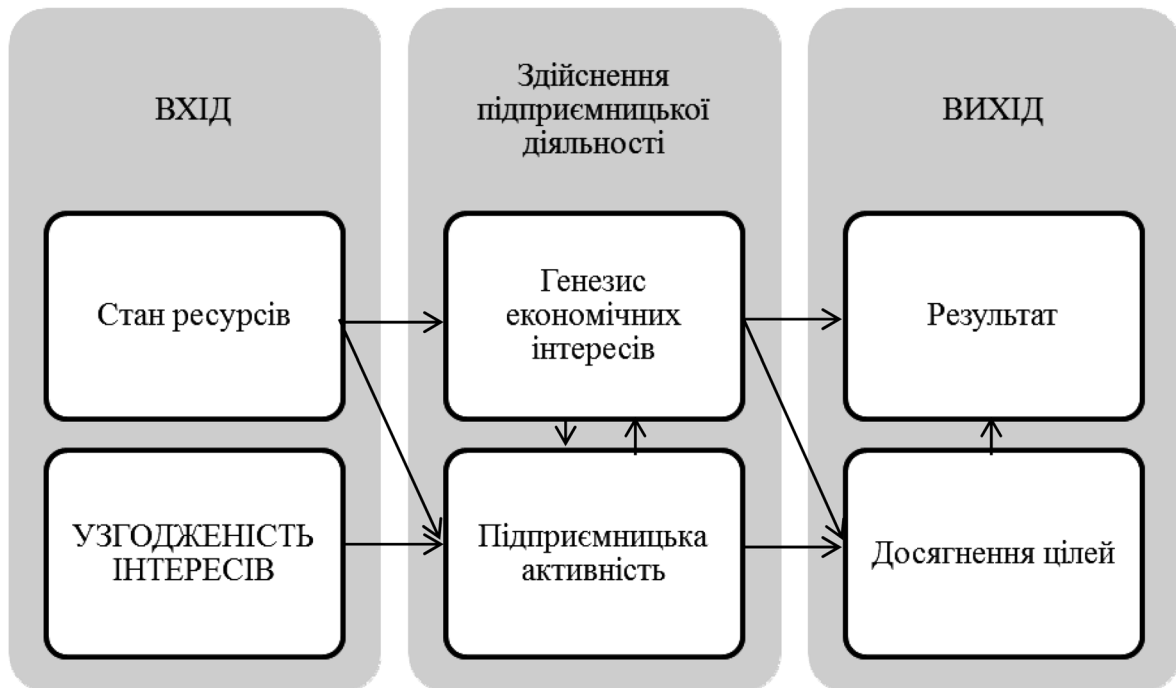 ВХІД
Стан ресурсів
УЗГОДЖЕНІСТЬ
ІНТЕРЕСІВ
Здійснення
підприємницької
діяльності
Генезис
економічних
інтересів
Підприємницька
активність
ВИХІД
Результат
Досягнення цілей